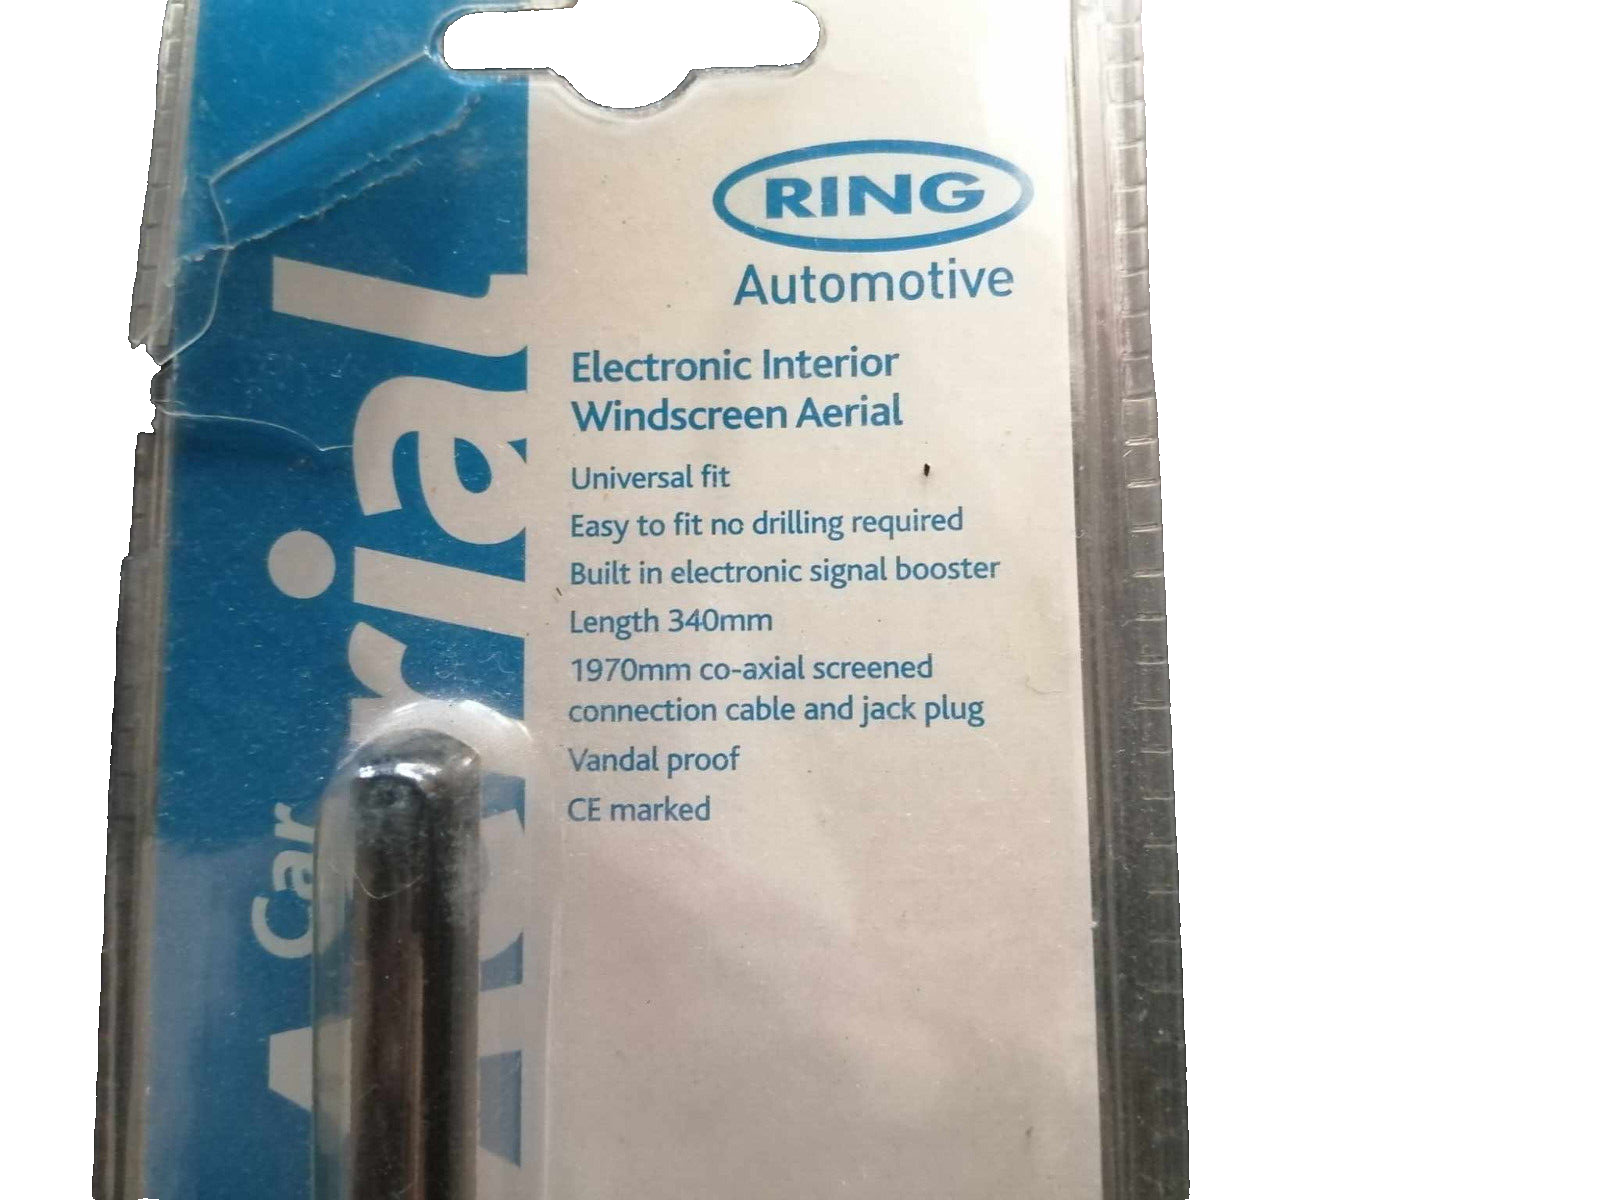 RING
Automotive
Electronic Interior
Windscreen Aerial
Universal fit
Easy to fit no drilling required
Built in electronic signal booster
Length 340mm
1970mm co-axial screened
connection cable and jack plug
Vandal proof
CE marked
Car
Aerial